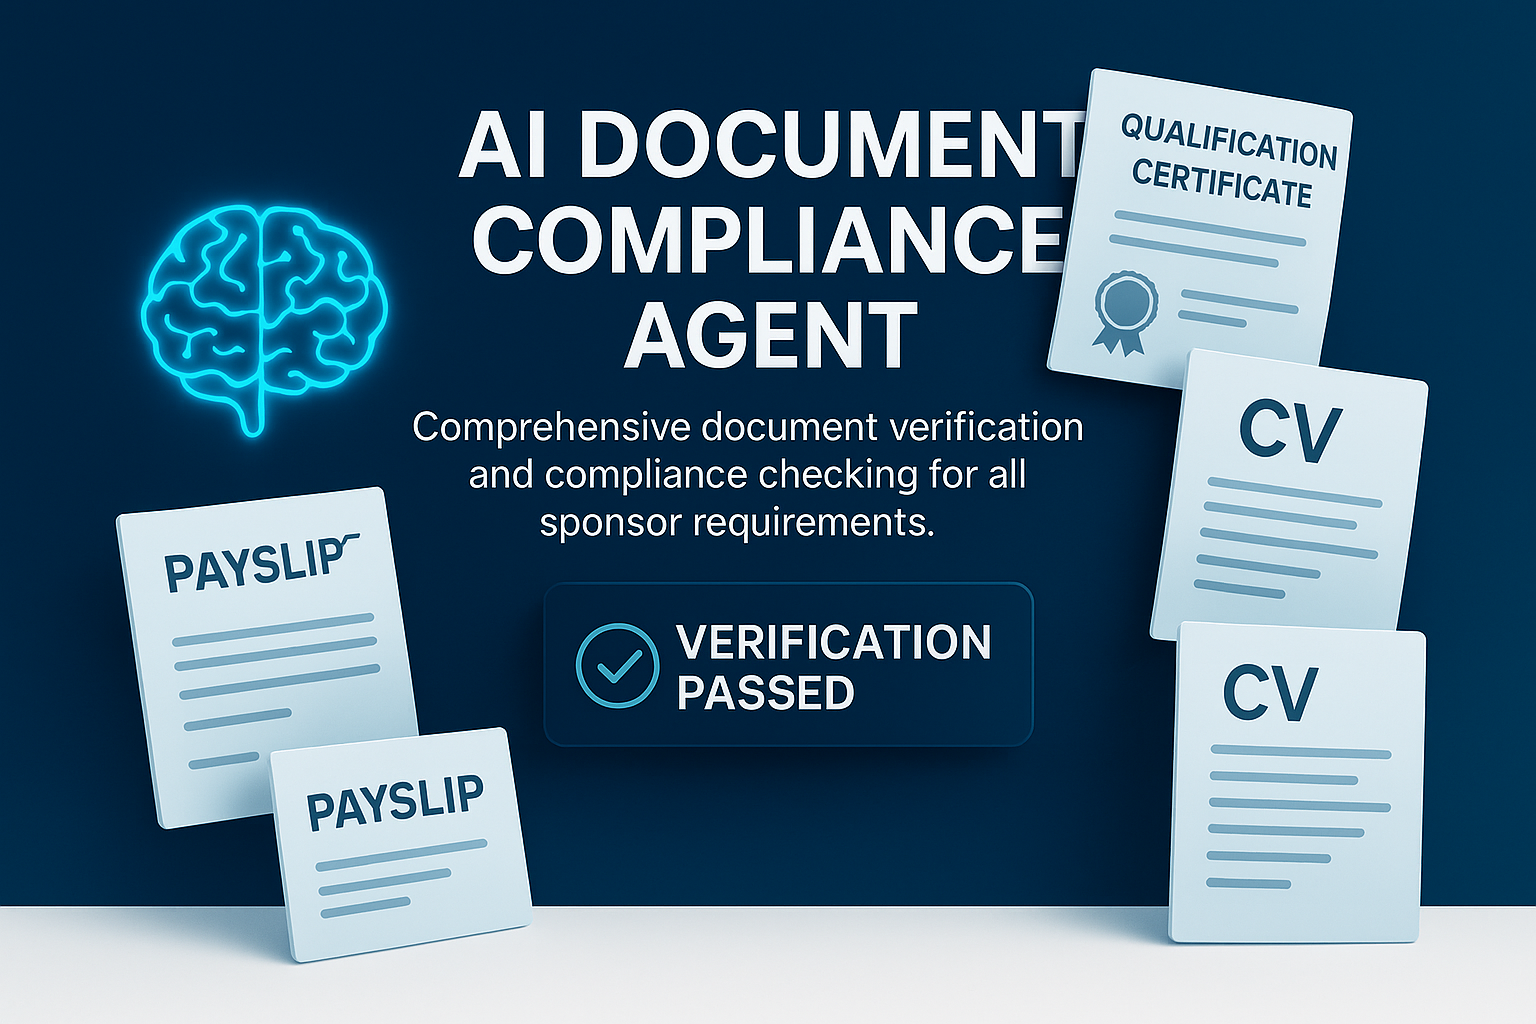 AI DOCUMENT
COMPLIANCE
AGENT
Comprehensive document verification
and compliance checking for all
sponsor requirements.
VERIFICATION
PASSED
PAYSLIP
PAYSLIP
QUALIFICATION
CERTIFICATE
CV
CV